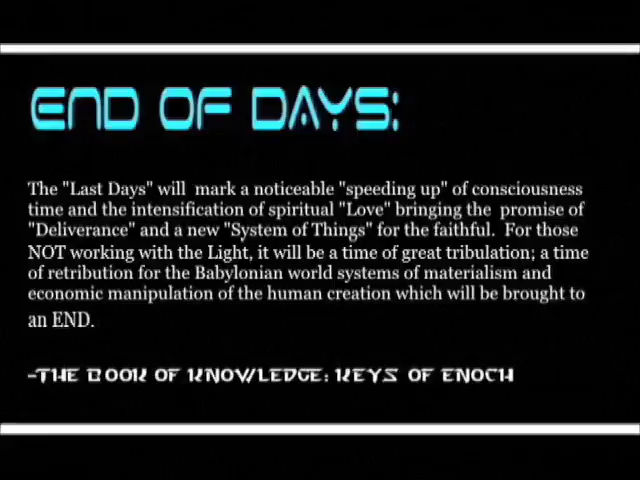 END OF DAYS:
The "Last Days" will mark a noticeable "speeding up" of consciousness
time and the intensification of spiritual "Love" bringing the promise of
"Deliverance" and a new "System of Things" for the faithful. For those
NOT working with the Light, it will be a time of great tribulation; a time
of retribution for the Babylonian world systems of materialism and
economic manipulation of the human creation which will be brought to
an END.
-THE BOOK OF KNOWLEDGE: KEYS OF ENOCH